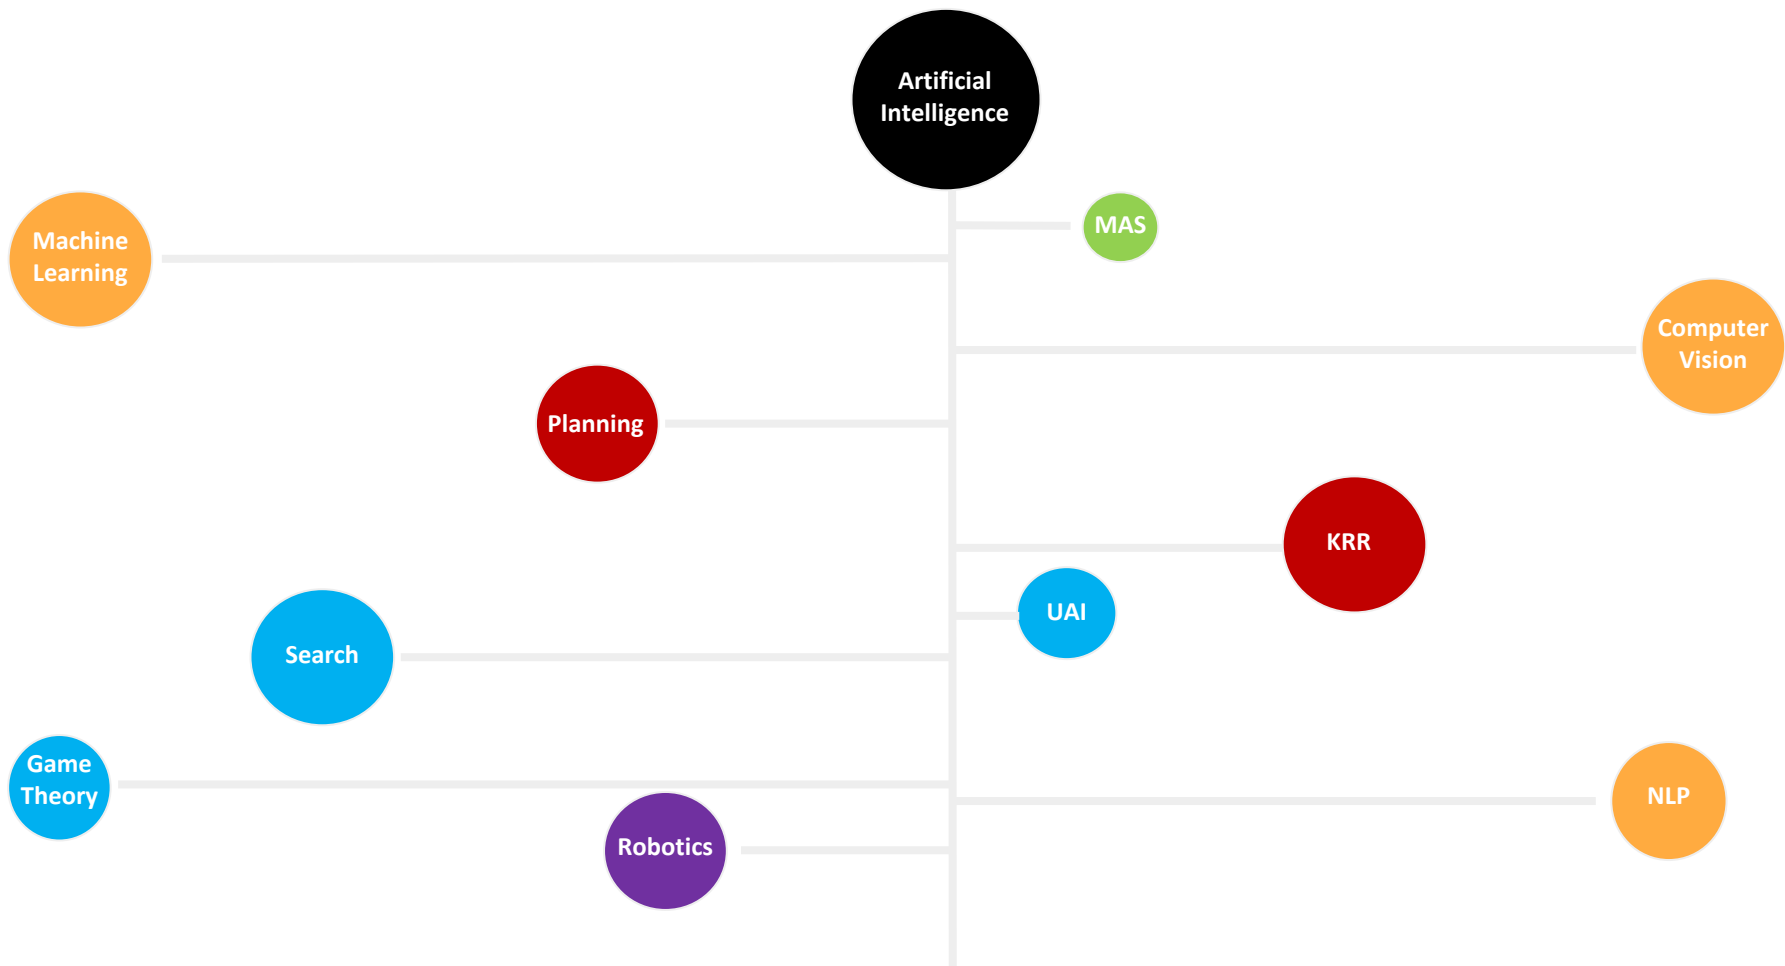 Artificial
Intelligence
MAS
Machine
Learning
Computer
Vision
Planning
KRR
UAI
Search
Game
Theory
NLP
Robotics